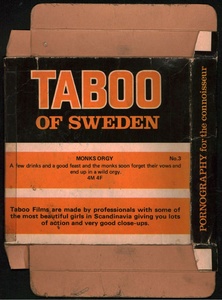 TABOO
OF SWEDEN
MONKS ORGY No.3
A few drinks and a good feast and the monks soon forget their vows and
end up in a wild orgy.
4M 4F
Taboo Films are made by professionals with some of
the most beautiful girls in Scandinavia giving you lots
of action and very good close-ups.
PORNOGRAPHY for the connoisseur